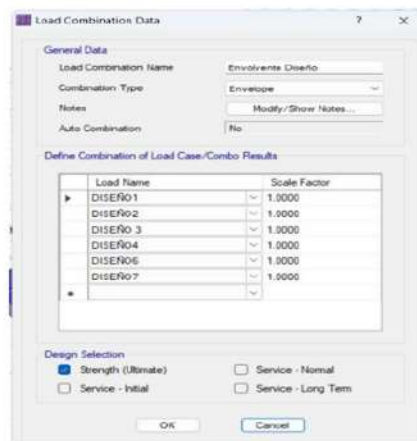 Load Combination Data ? ×
General Data
Load Combination Name Envolvente Diseño
Combination Type Envelope
Notes Modify/Show Notes...
Auto Combination No
Define Combination of Load Case/Combo Results
Load Name Scale Factor
DISEÑO1 1.0000
DISEÑO2 1.0000
DISEÑO 3 1.0000
DISEÑO4 1.0000
DISEÑO6 1.0000
DISEÑO7 1.0000
Design Selection
Strength (Ultimate) Service - Normal
Service - Initial Service - Long Term
OK Cancel